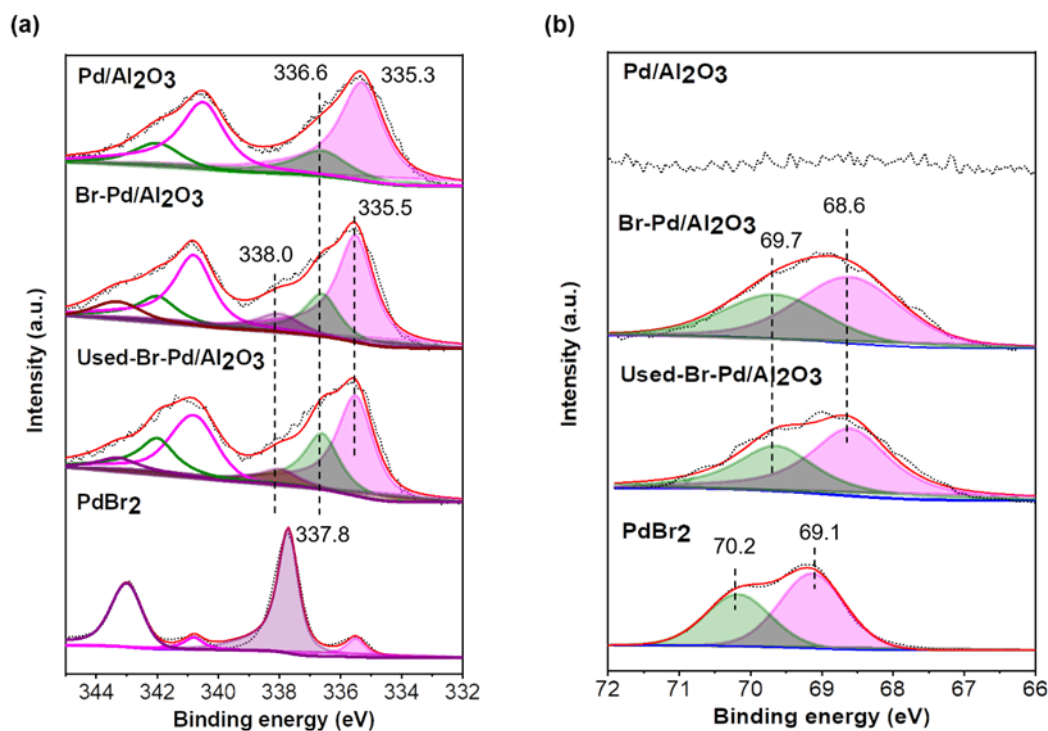 (a)
Pd/Al2O3
336.6
335.3
Br-Pd/Al2O3
338.0
335.5
Used-Br-Pd/Al2O3
PdBr2
337.8
Intensity (a.u.)
344 342 340 338 336 334 332
Binding energy (eV)
(b)
Pd/Al2O3
Br-Pd/Al2O3
69.7
68.6
Used-Br-Pd/Al2O3
PdBr2
70.2
69.1
Intensity (a.u.)
72 71 70 69 68 67 66
Binding energy (eV)